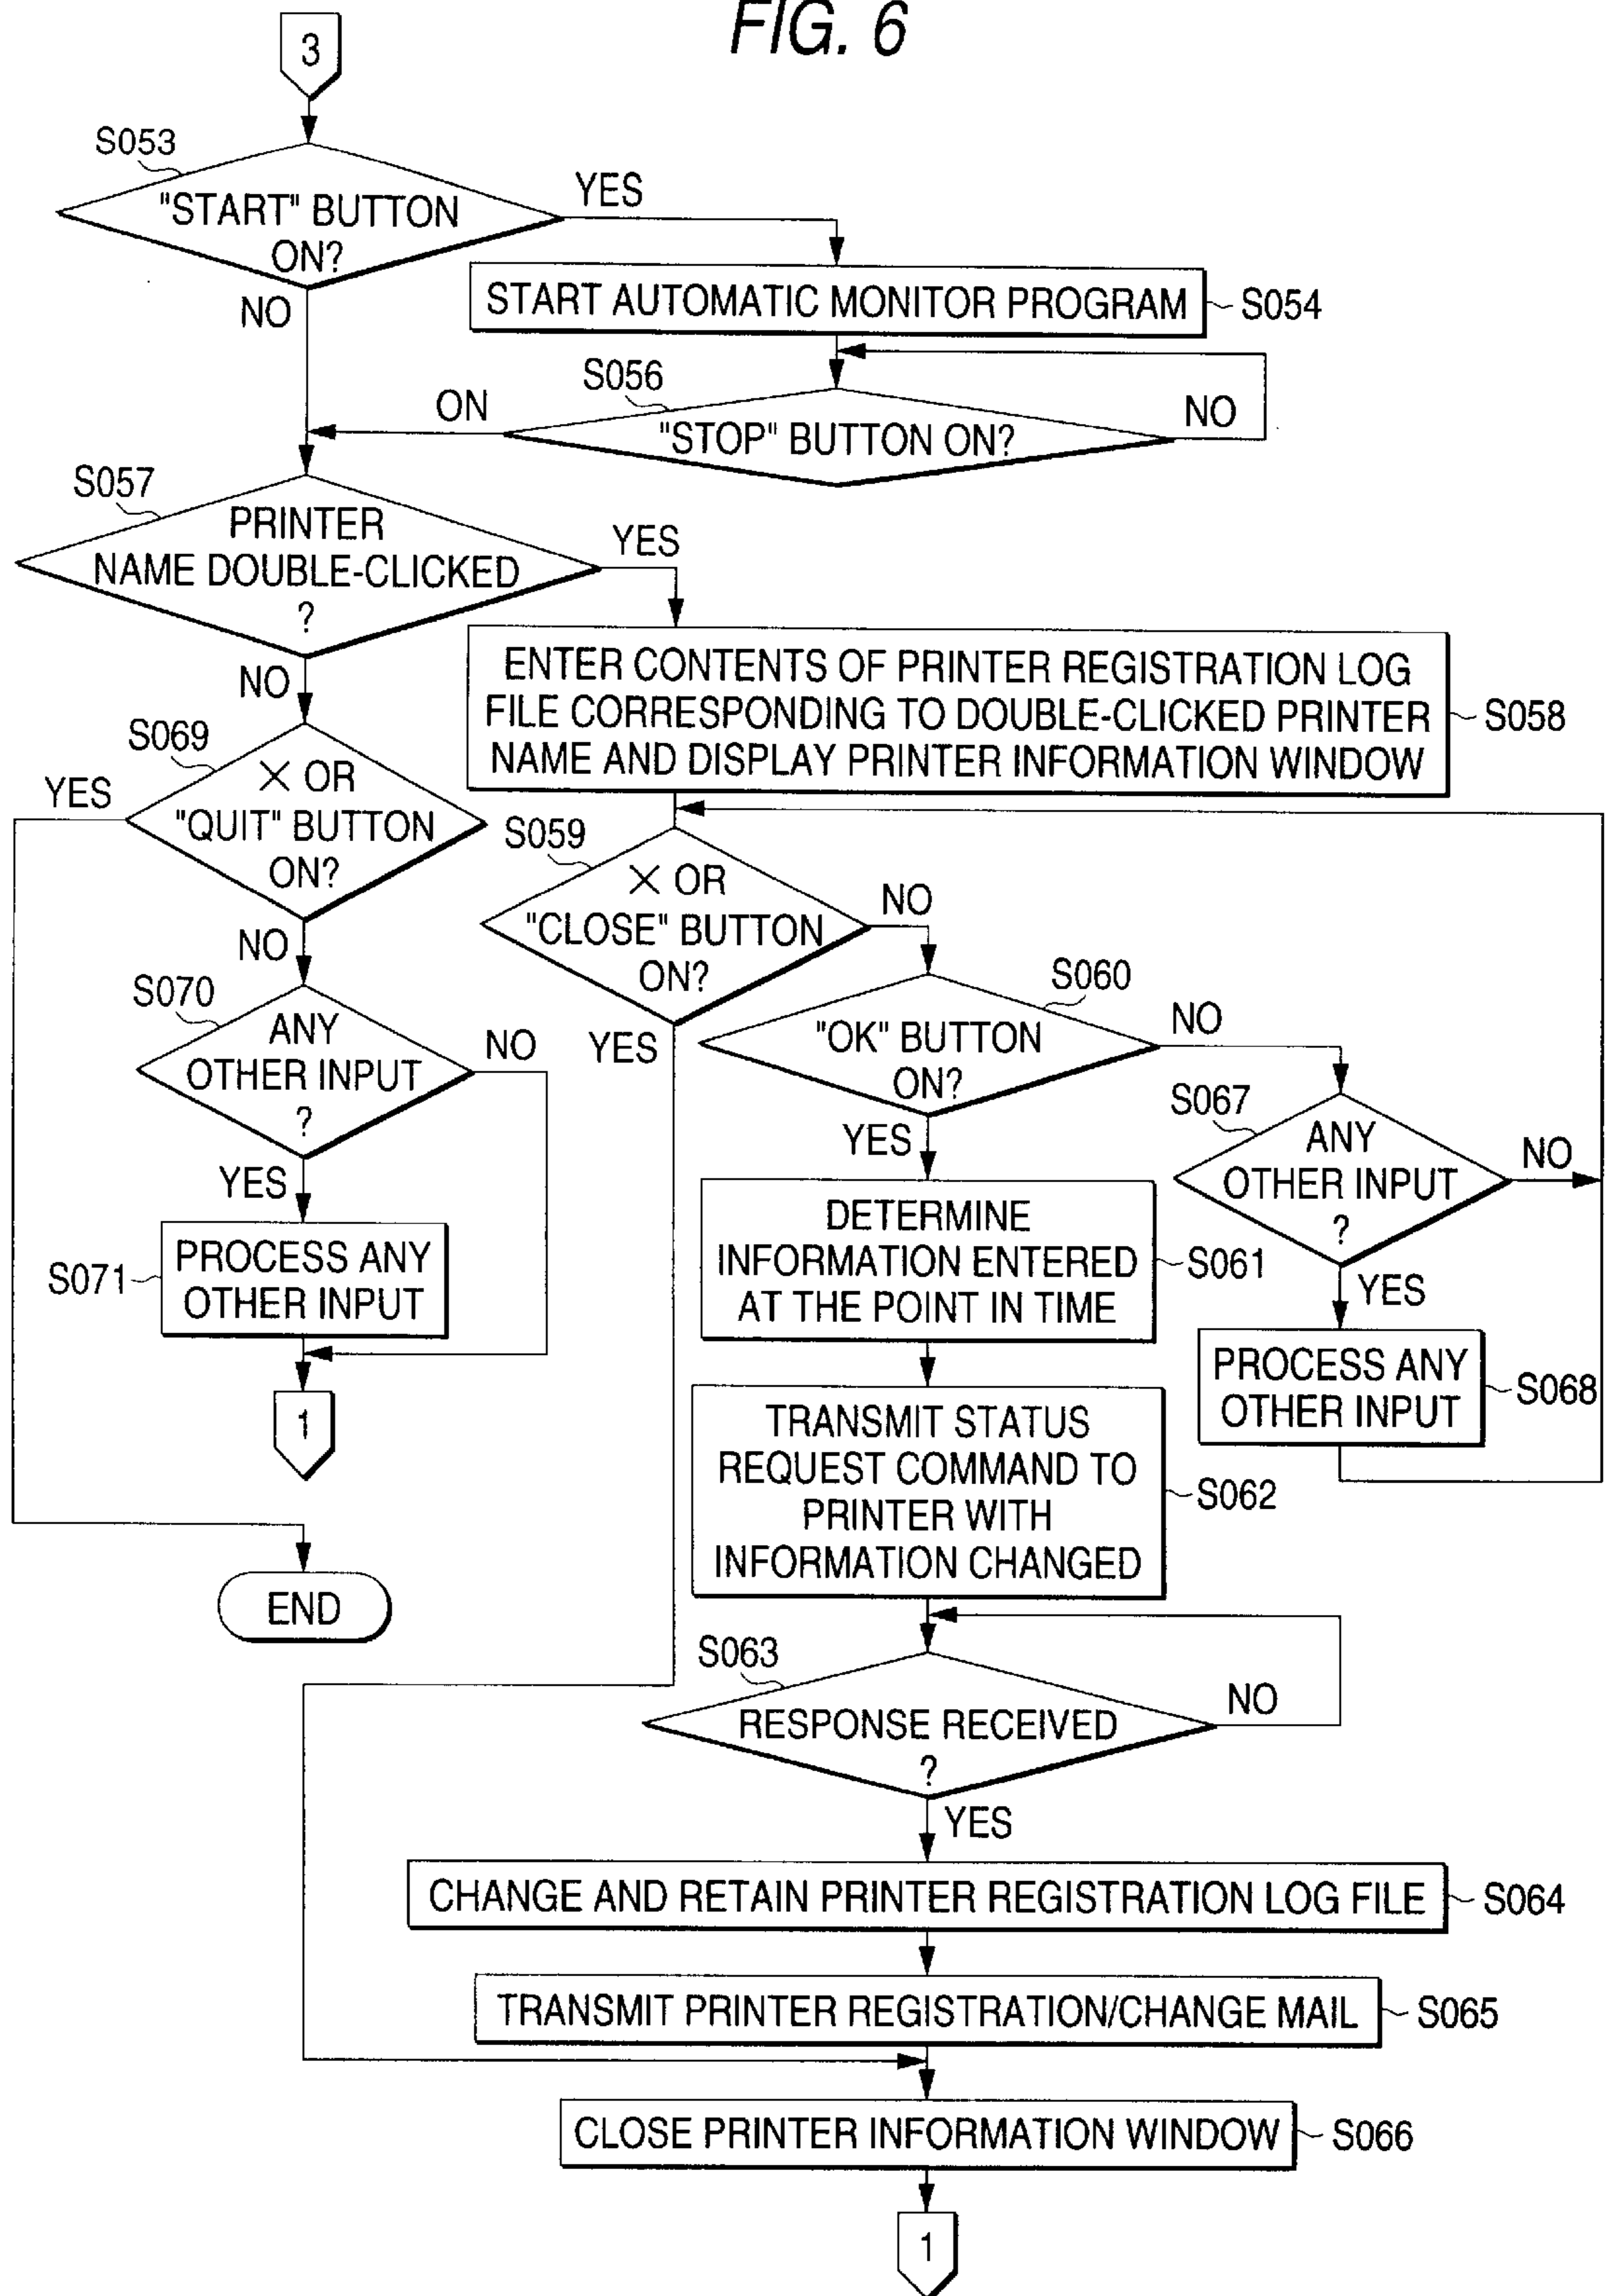 FIG. 6
3
S053
"START" BUTTON
ON?
YES
NO
START AUTOMATIC MONITOR PROGRAM
S054
S056
"STOP" BUTTON ON?
ON
NO
S057
PRINTER
NAME DOUBLE-CLICKED
?
YES
NO
ENTER CONTENTS OF PRINTER REGISTRATION LOG
FILE CORRESPONDING TO DOUBLE-CLICKED PRINTER
NAME AND DISPLAY PRINTER INFORMATION WINDOW
S058
S069
X OR
"QUIT" BUTTON
ON?
YES
NO
S059
X OR
"CLOSE" BUTTON
ON?
NO
YES
S070
ANY
OTHER INPUT
?
NO
YES
S071
PROCESS ANY
OTHER INPUT
1
END
S060
"OK" BUTTON
ON?
NO
YES
S067
ANY
OTHER INPUT
?
NO
YES
DETERMINE
INFORMATION ENTERED
AT THE POINT IN TIME
S061
PROCESS ANY
OTHER INPUT
S068
TRANSMIT STATUS
REQUEST COMMAND TO
PRINTER WITH
INFORMATION CHANGED
S062
S063
RESPONSE RECEIVED
?
NO
YES
CHANGE AND RETAIN PRINTER REGISTRATION LOG FILE
S064
TRANSMIT PRINTER REGISTRATION/CHANGE MAIL
S065
CLOSE PRINTER INFORMATION WINDOW
S066
1